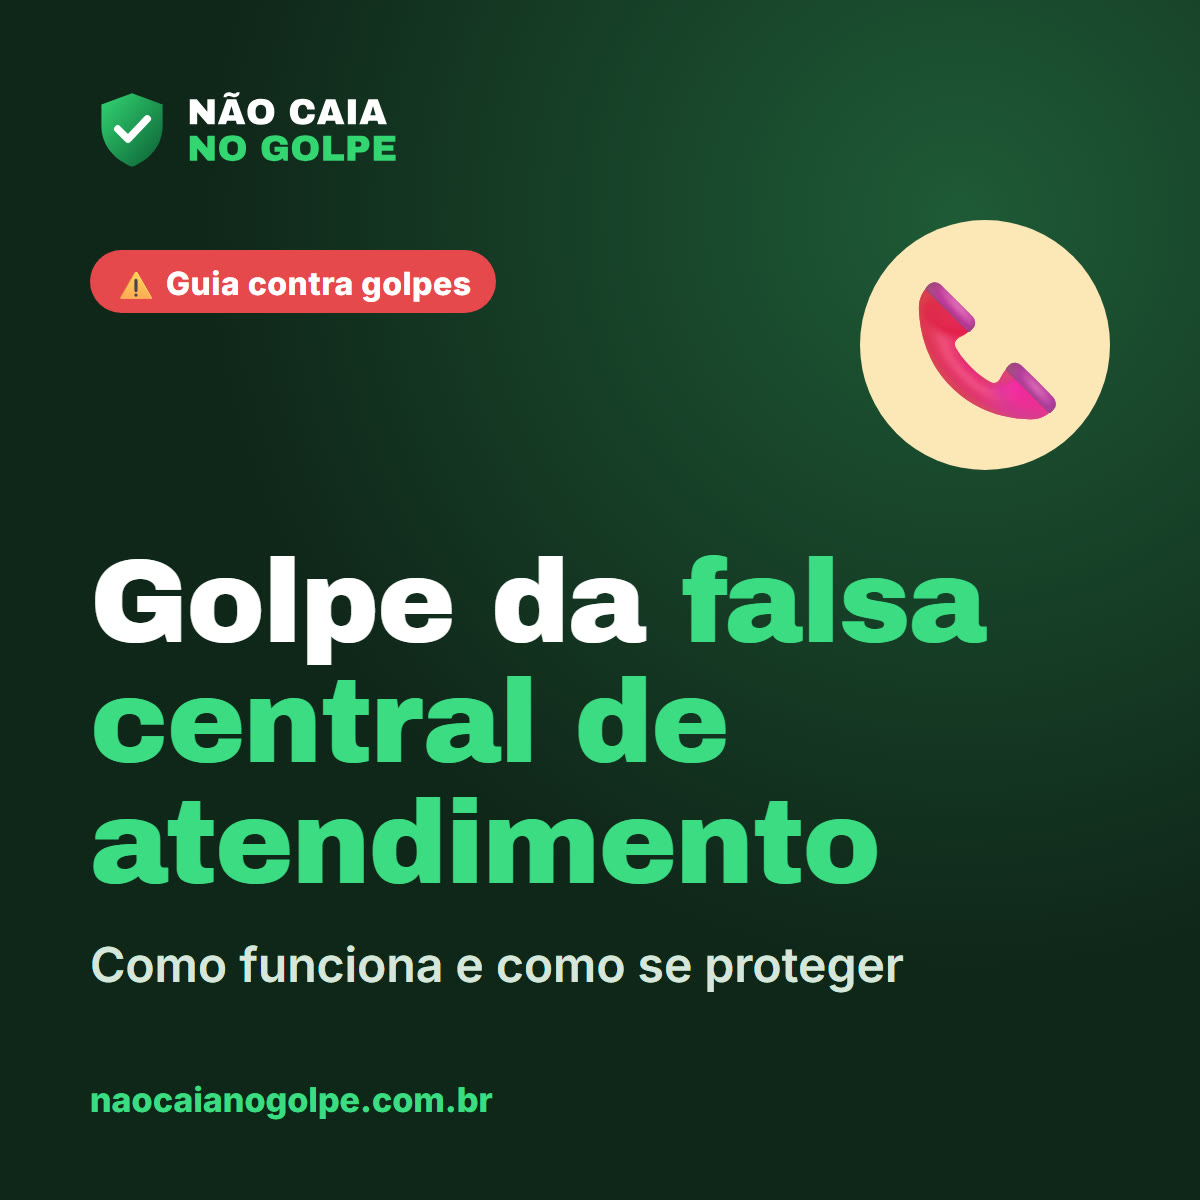 NÃO CAIA
NO GOLPE
Guia contra golpes
Golpe da falsa
central de
atendimento
Como funciona e como se proteger
naocaianogolpe.com.br